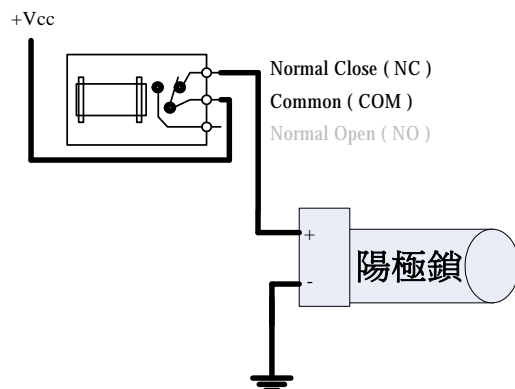 +Vcc
Normal Close ( NC )
Common ( COM )
Normal Open ( NO )
+
陽極鎖
-